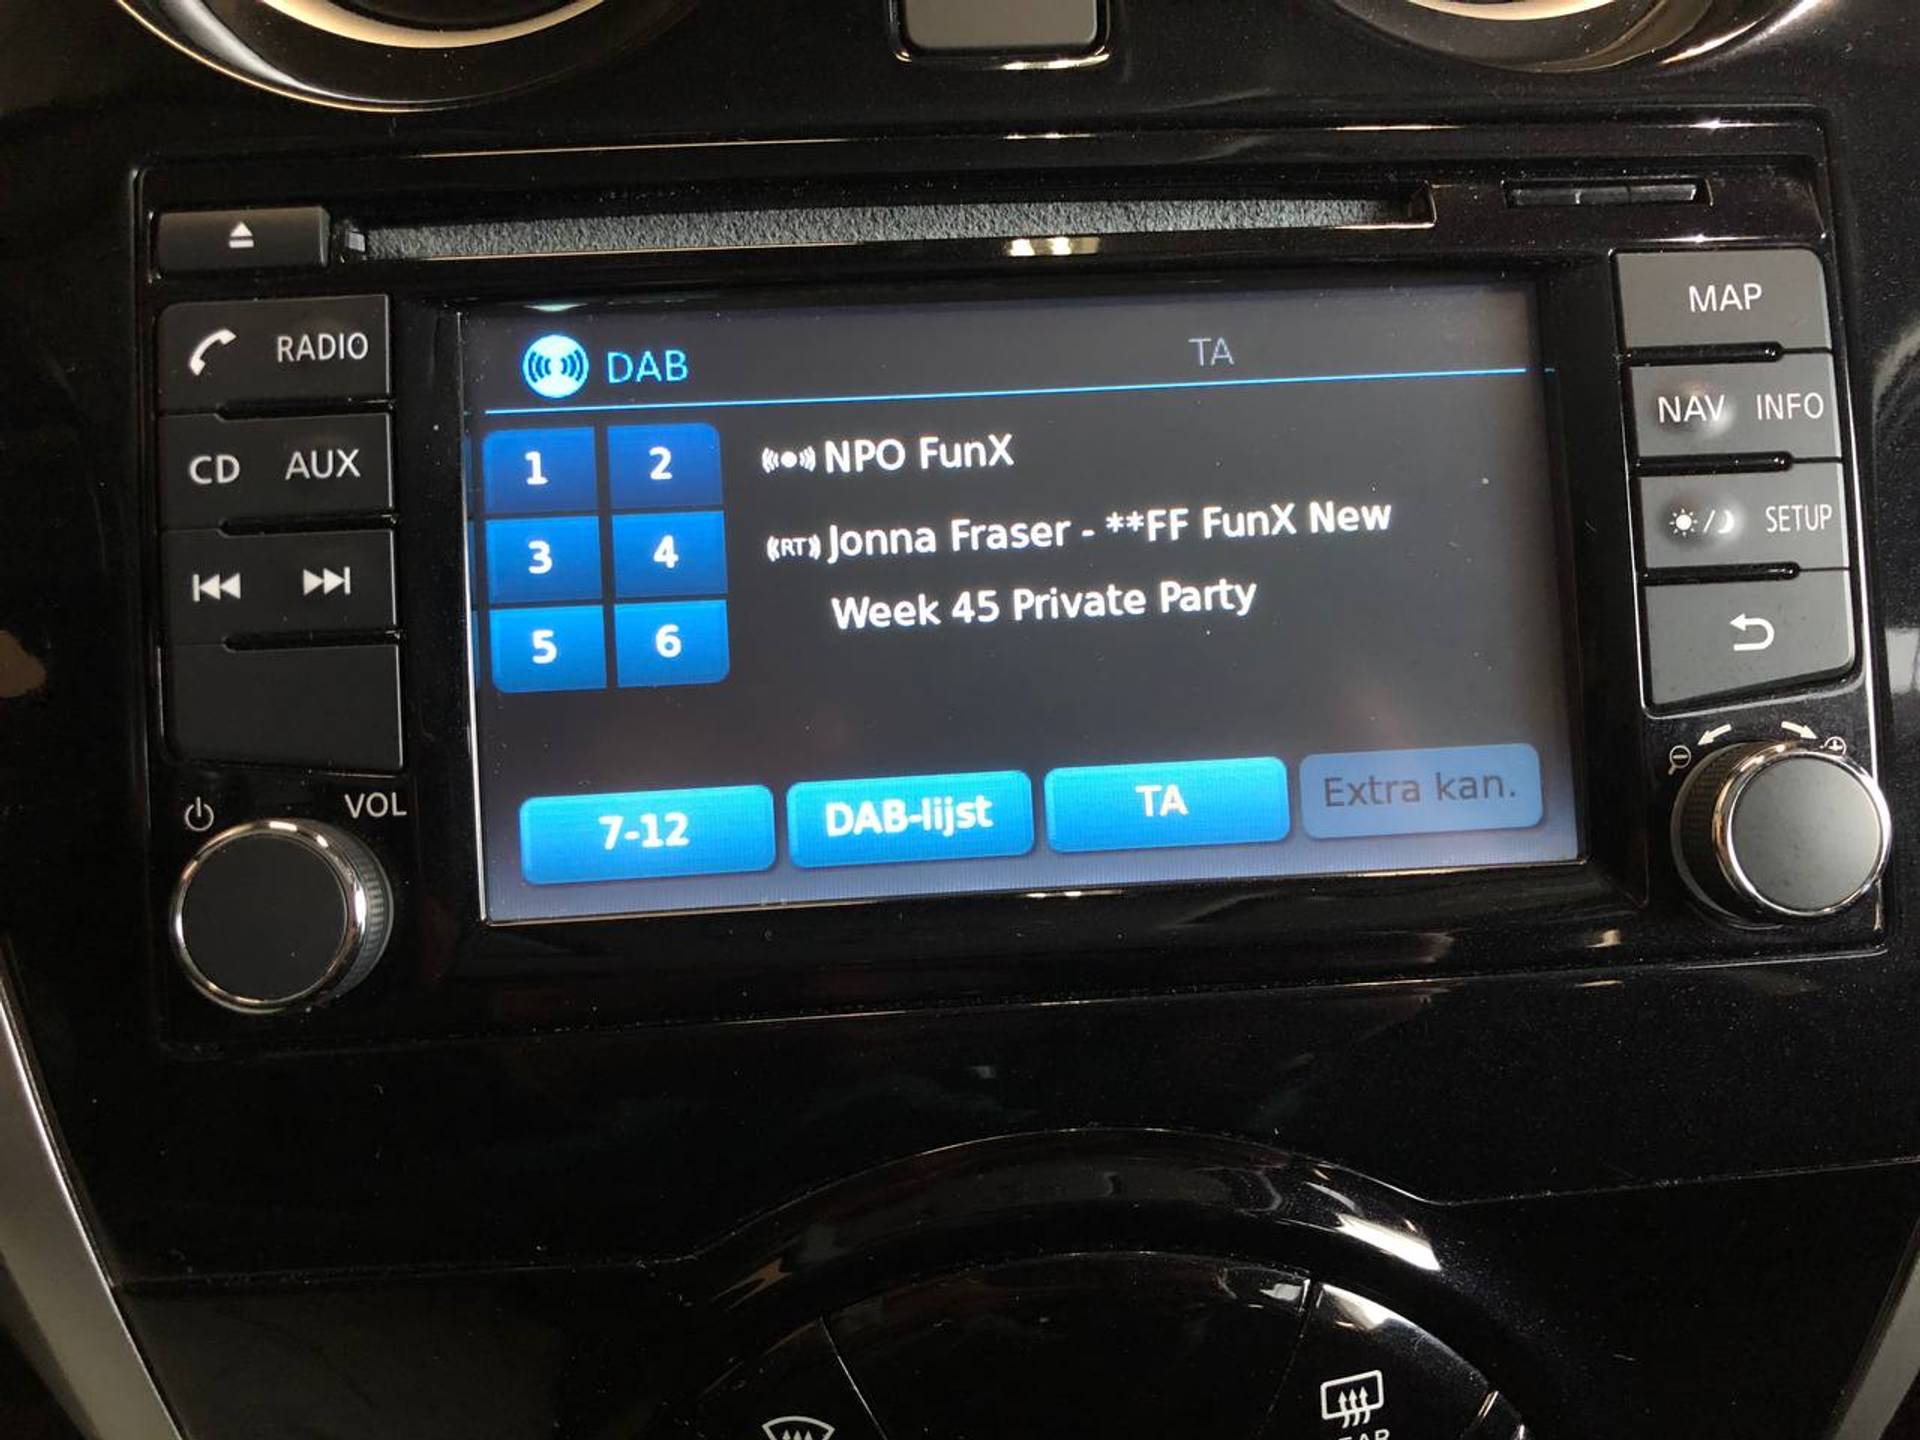 RADIO
CD AUX
VOL
DAB
TA
1 2
3 4
5 6
NPO FunX
RT Jonna Fraser - **FF FunX New
Week 45 Private Party
7-12 DAB-lijst TA Extra kan.
MAP
NAV INFO
SETUP